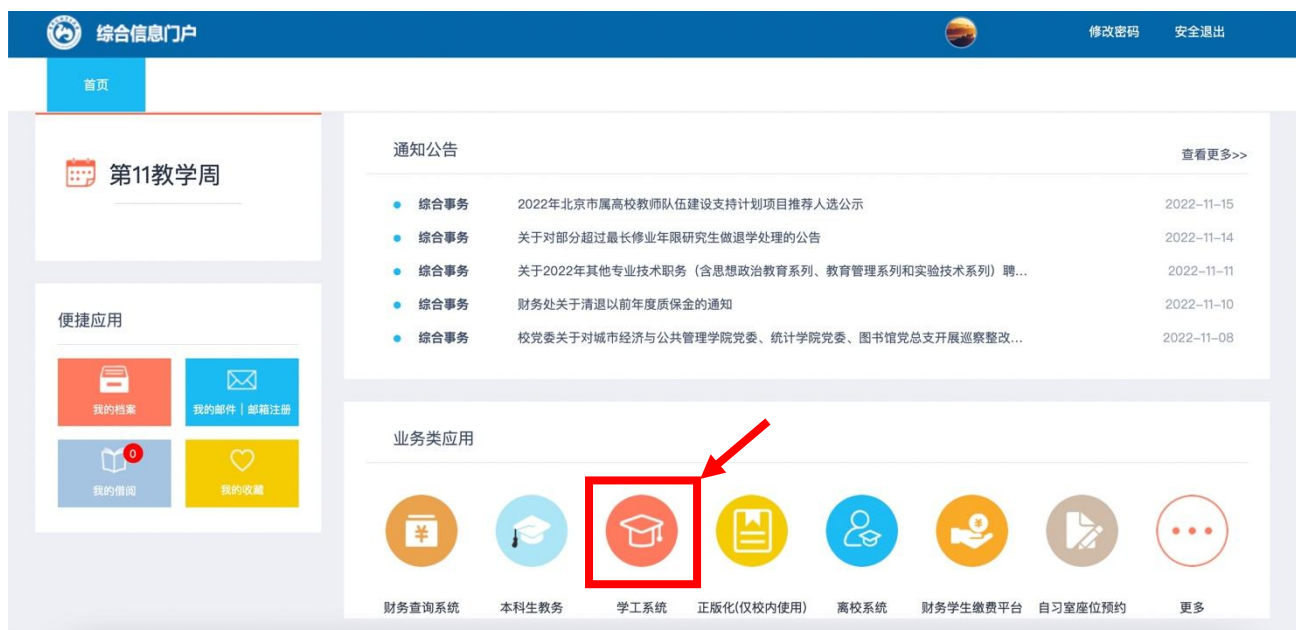 综合信息门户
修改密码 安全退出
首页
第11教学周
通知公告 查看更多>>
综合事务 2022年北京市属高校教师队伍建设支持计划项目推荐人选公示 2022-11-15
综合事务 关于对部分超过最长修业年限研究生做退学处理的公告 2022-11-14
综合事务 关于2022年其他专业技术职务（含思想政治教育系列、教育管理系列和实验技术系列）聘... 2022-11-11
综合事务 财务处关于清退以前年度质保金的通知 2022-11-10
综合事务 校党委关于对城市经济与公共管理学院党委、统计学院党委、图书馆党总支开展巡察整改... 2022-11-08
便捷应用
我的档案 我的邮件｜邮箱注册
0
我的借阅 我的收藏
业务类应用
财务查询系统 本科生教务 学工系统 正版化(仅校内使用) 离校系统 财务学生缴费平台 自习室座位预约 更多